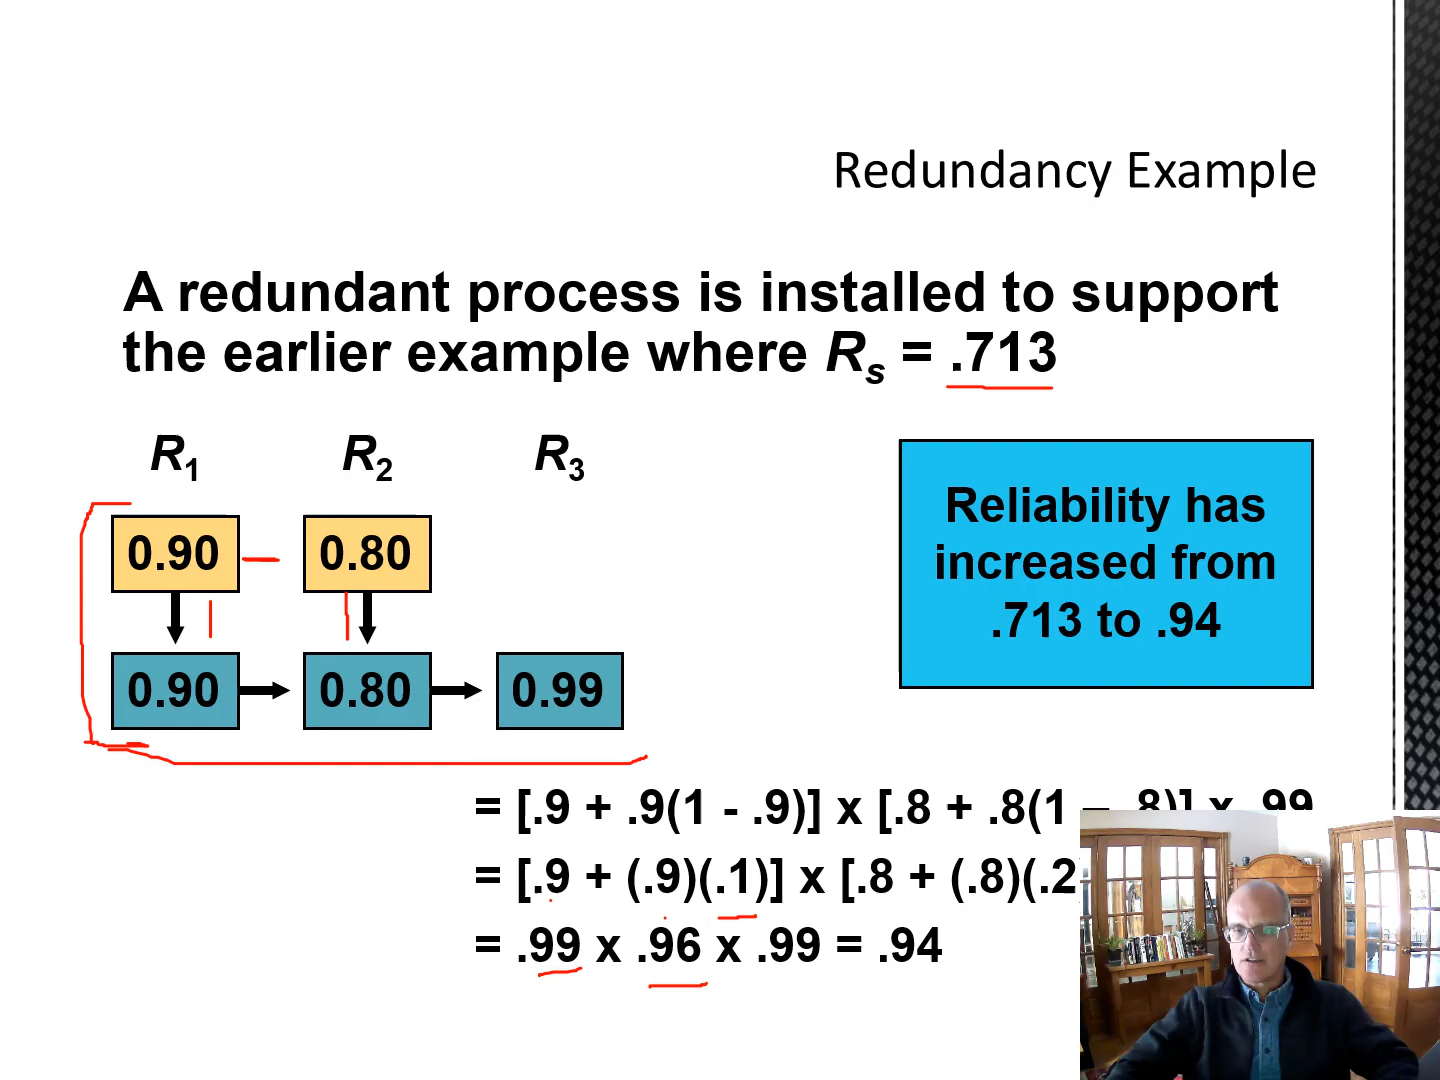 Redundancy Example
A redundant process is installed to support
the earlier example where Rs = .713
R1 R2 R3
0.90 0.80
0.90 0.80 0.99
Reliability has
increased from
.713 to .94
= [.9 + .9(1 - .9)] x [.8 + .8(1 – .8)] x .99
= [.9 + (.9)(.1)] x [.8 + (.8)(.2
= .99 x .96 x .99 = .94